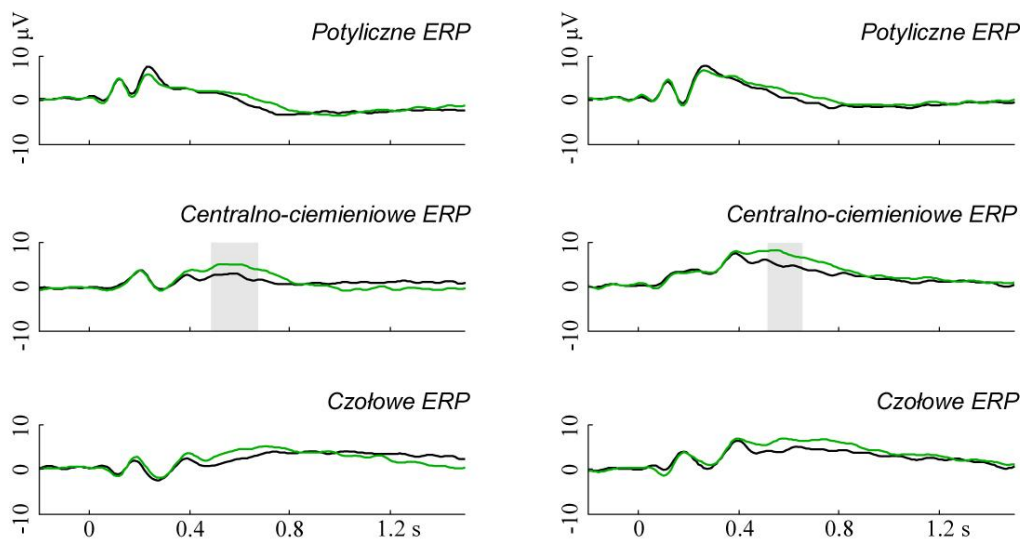 Potyliczne ERP
Potyliczne ERP
-10 0 10 µV
-10 0 10 µV
Centralno-ciemieniowe ERP
Centralno-ciemieniowe ERP
-10 0 10
-10 0 10
Czołowe ERP
Czołowe ERP
-10 0 10
-10 0 10
0 0.4 0.8 1.2 s
0 0.4 0.8 1.2 s